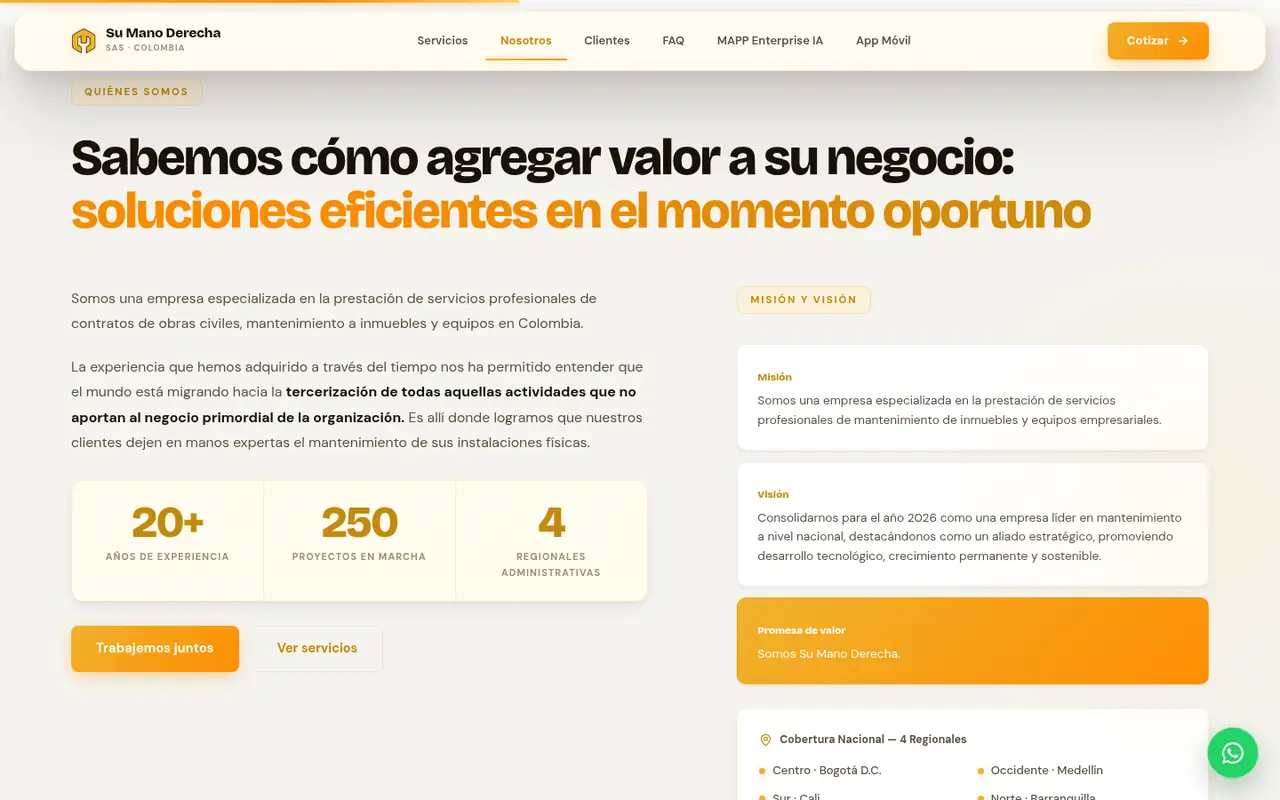 Su Mano Derecha
SAS · COLOMBIA
Servicios
Nosotros
Clientes
FAQ
MAPP Enterprise IA
App Móvil
Cotizar →
QUIÉNES SOMOS
Sabemos cómo agregar valor a su negocio:
soluciones eficientes en el momento oportuno
Somos una empresa especializada en la prestación de servicios profesionales de
contratos de obras civiles, mantenimiento a inmuebles y equipos en Colombia.
La experiencia que hemos adquirido a través del tiempo nos ha permitido entender que
el mundo está migrando hacia la tercerización de todas aquellas actividades que no
aportan al negocio primordial de la organización. Es allí donde logramos que nuestros
clientes dejen en manos expertas el mantenimiento de sus instalaciones físicas.
20+
AÑOS DE EXPERIENCIA
250
PROYECTOS EN MARCHA
4
REGIONALES
ADMINISTRATIVAS
Trabajemos juntos
Ver servicios
MISIÓN Y VISIÓN
Misión
Somos una empresa especializada en la prestación de servicios
profesionales de mantenimiento de inmuebles y equipos empresariales.
Visión
Consolidarnos para el año 2026 como una empresa líder en mantenimiento
a nivel nacional, destacándonos como un aliado estratégico, promoviendo
desarrollo tecnológico, crecimiento permanente y sostenible.
Promesa de valor
Somos Su Mano Derecha.
Cobertura Nacional — 4 Regionales
Centro · Bogotá D.C.
Occidente · Medellín
Sur · Cali
Norte · Barranquilla